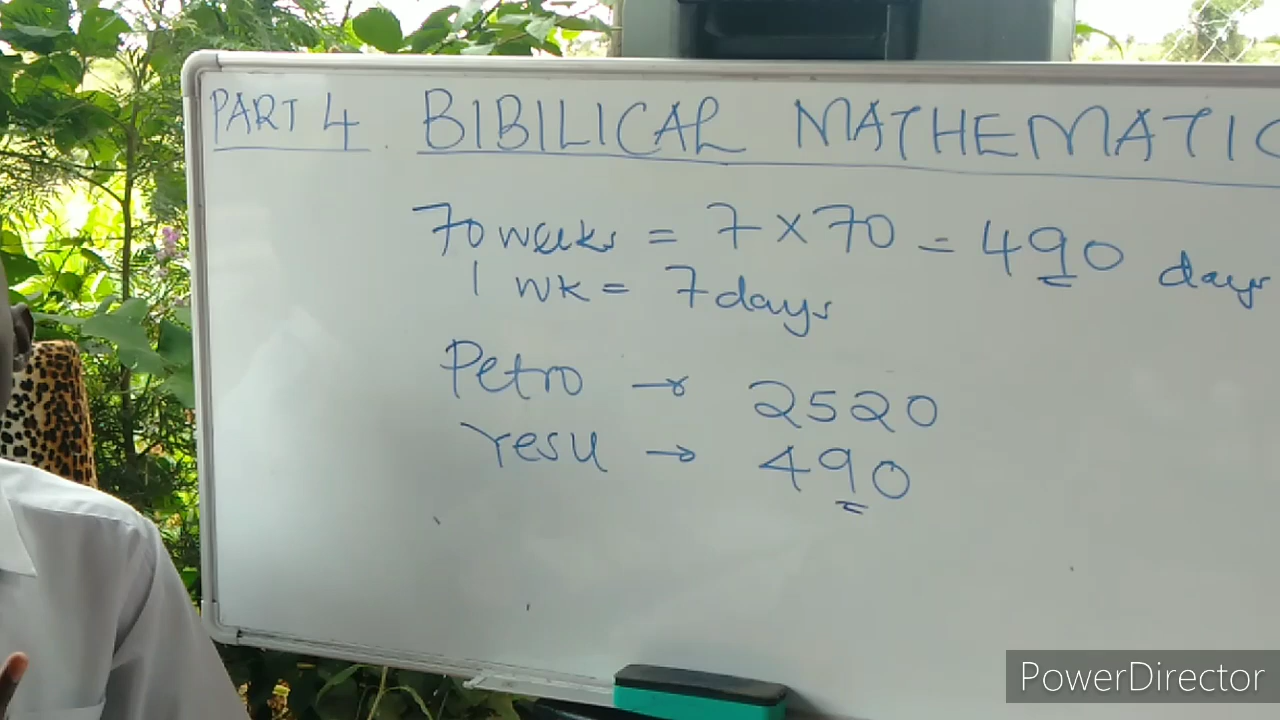 PART 4 BIBILICAL MATHEMATIC
70 weeks = 7 × 70 = 490 days
1 wk = 7 days
Petro → 2520
Yesu → 490
PowerDirector